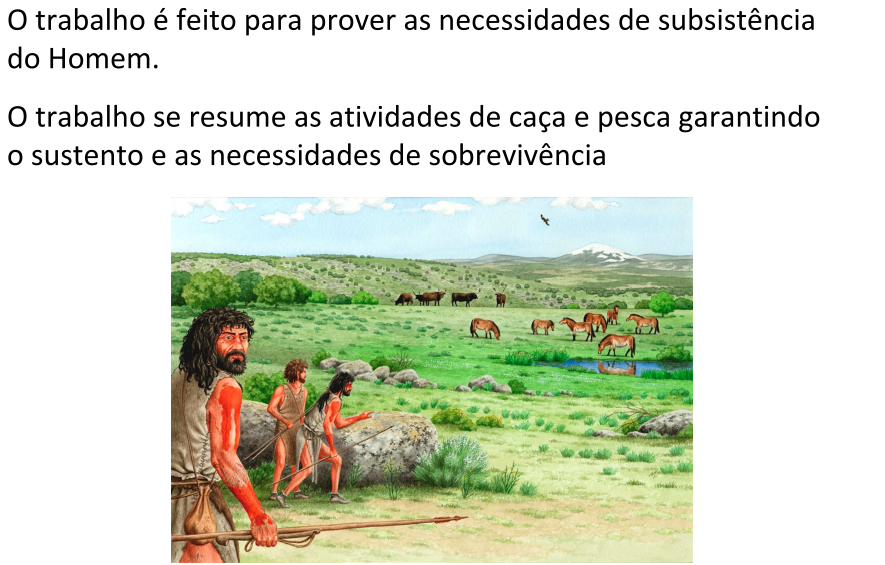 O trabalho é feito para prover as necessidades de subsistência
do Homem.
O trabalho se resume as atividades de caça e pesca garantindo
o sustento e as necessidades de sobrevivência